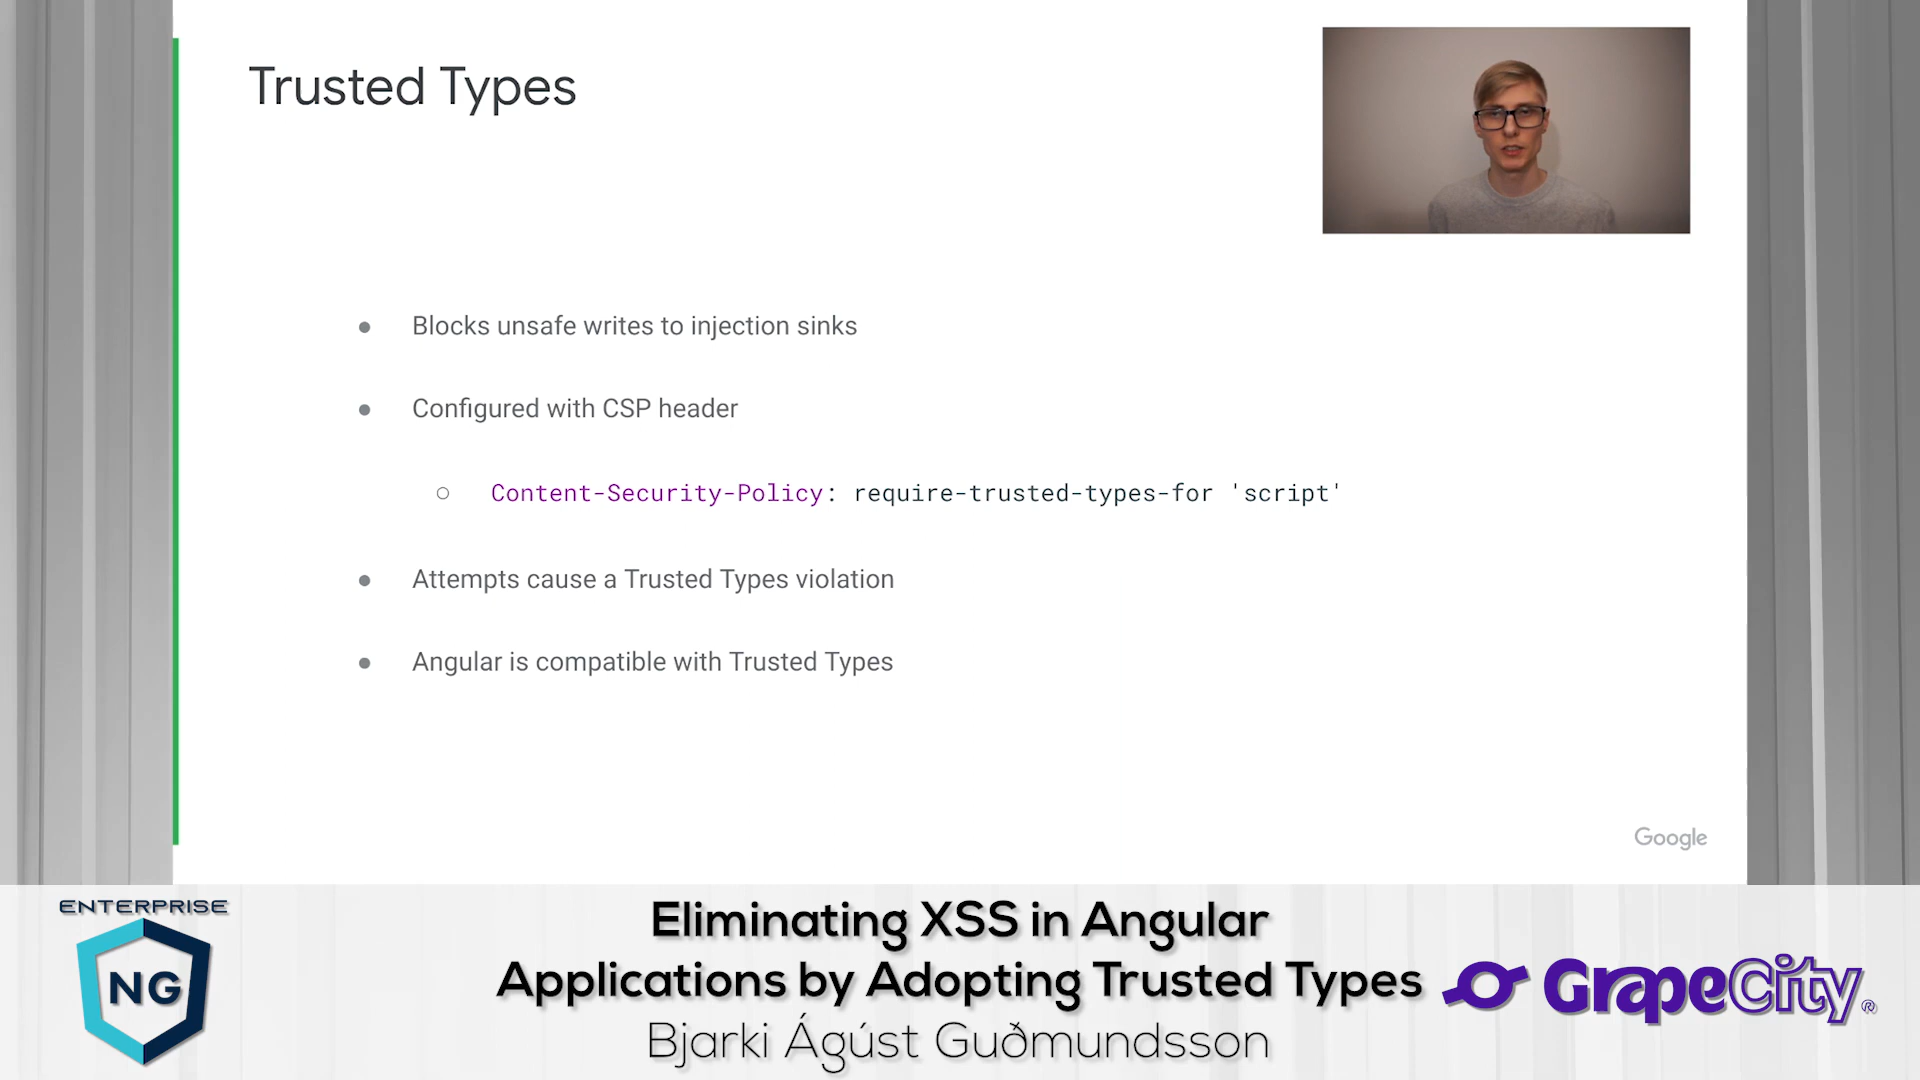 Trusted Types
Blocks unsafe writes to injection sinks
Configured with CSP header
Content-Security-Policy: require-trusted-types-for 'script'
Attempts cause a Trusted Types violation
Angular is compatible with Trusted Types
Google
ENTERPRISE
NG
Eliminating XSS in Angular
Applications by Adopting Trusted Types
Bjarki Ágúst Guðmundsson
GrapeCity®